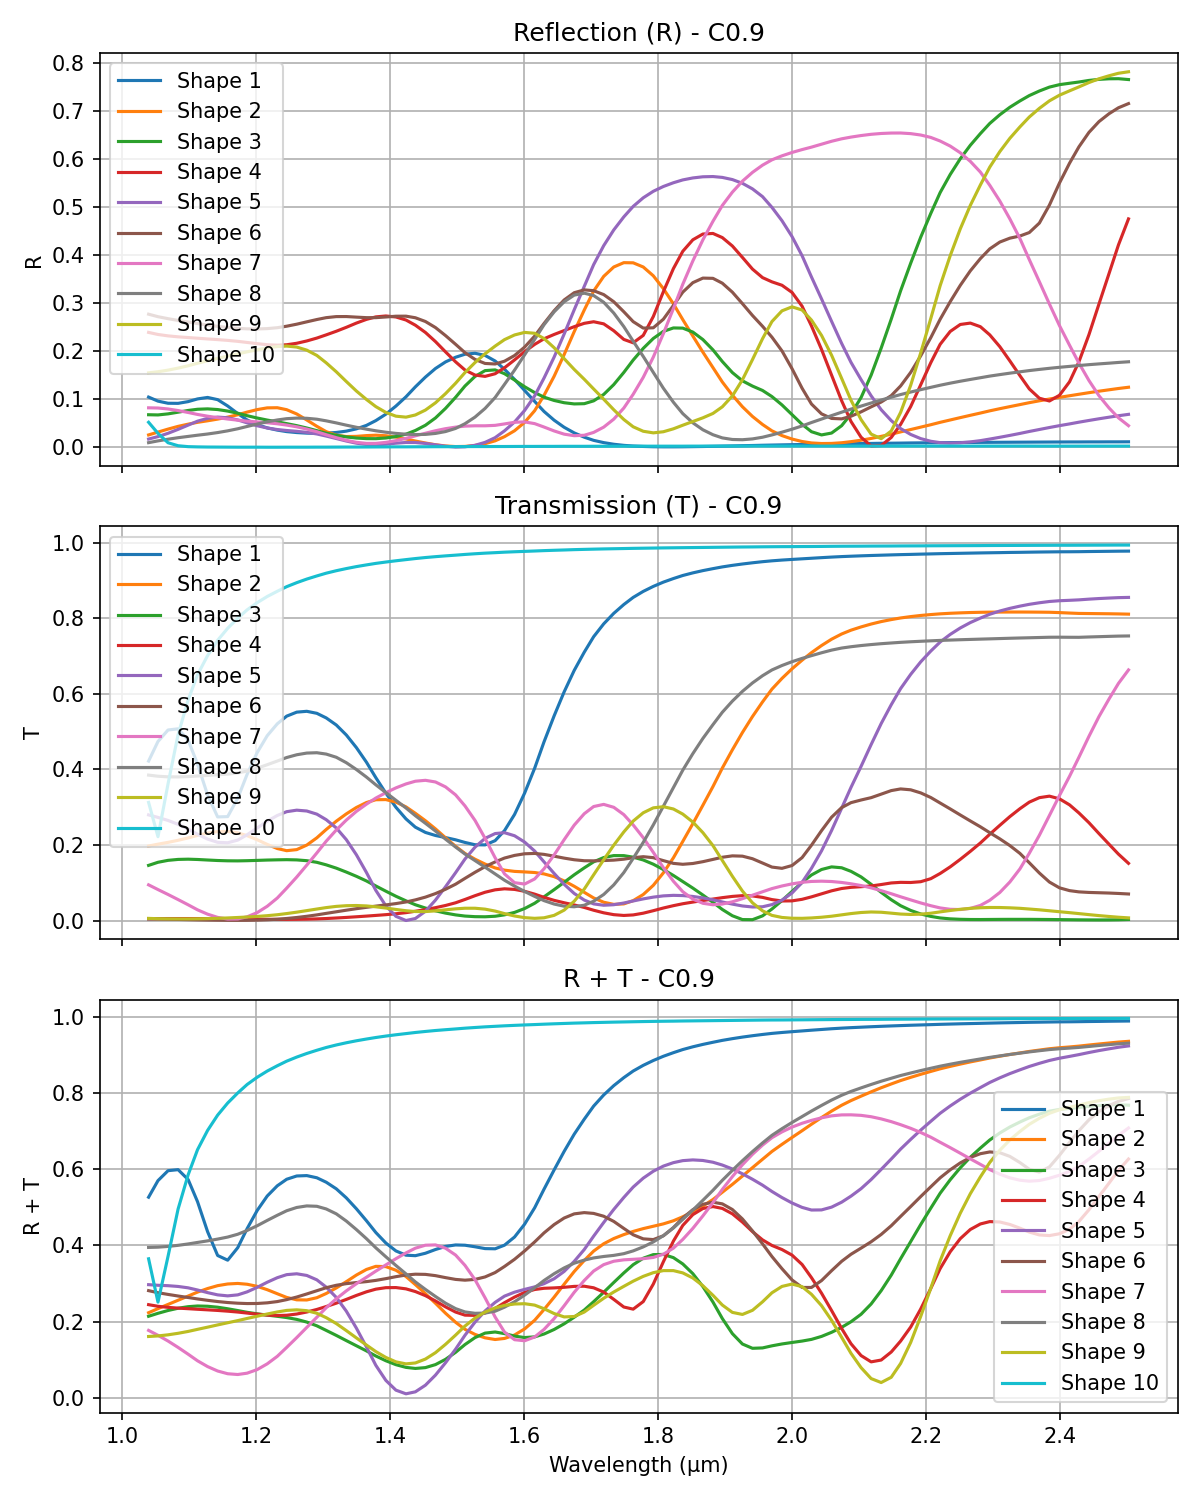 Reflection (R) - C0.9
0.8
0.7
0.6
0.5
0.4
0.3
0.2
0.1
0.0
R
Shape 1
Shape 2
Shape 3
Shape 4
Shape 5
Shape 6
Shape 7
Shape 8
Shape 9
Shape 10
Transmission (T) - C0.9
1.0
0.8
0.6
0.4
0.2
0.0
T
Shape 1
Shape 2
Shape 3
Shape 4
Shape 5
Shape 6
Shape 7
Shape 8
Shape 9
Shape 10
R + T - C0.9
1.0
0.8
0.6
0.4
0.2
0.0
R + T
Shape 1
Shape 2
Shape 3
Shape 4
Shape 5
Shape 6
Shape 7
Shape 8
Shape 9
Shape 10
1.0 1.2 1.4 1.6 1.8 2.0 2.2 2.4
Wavelength (μm)